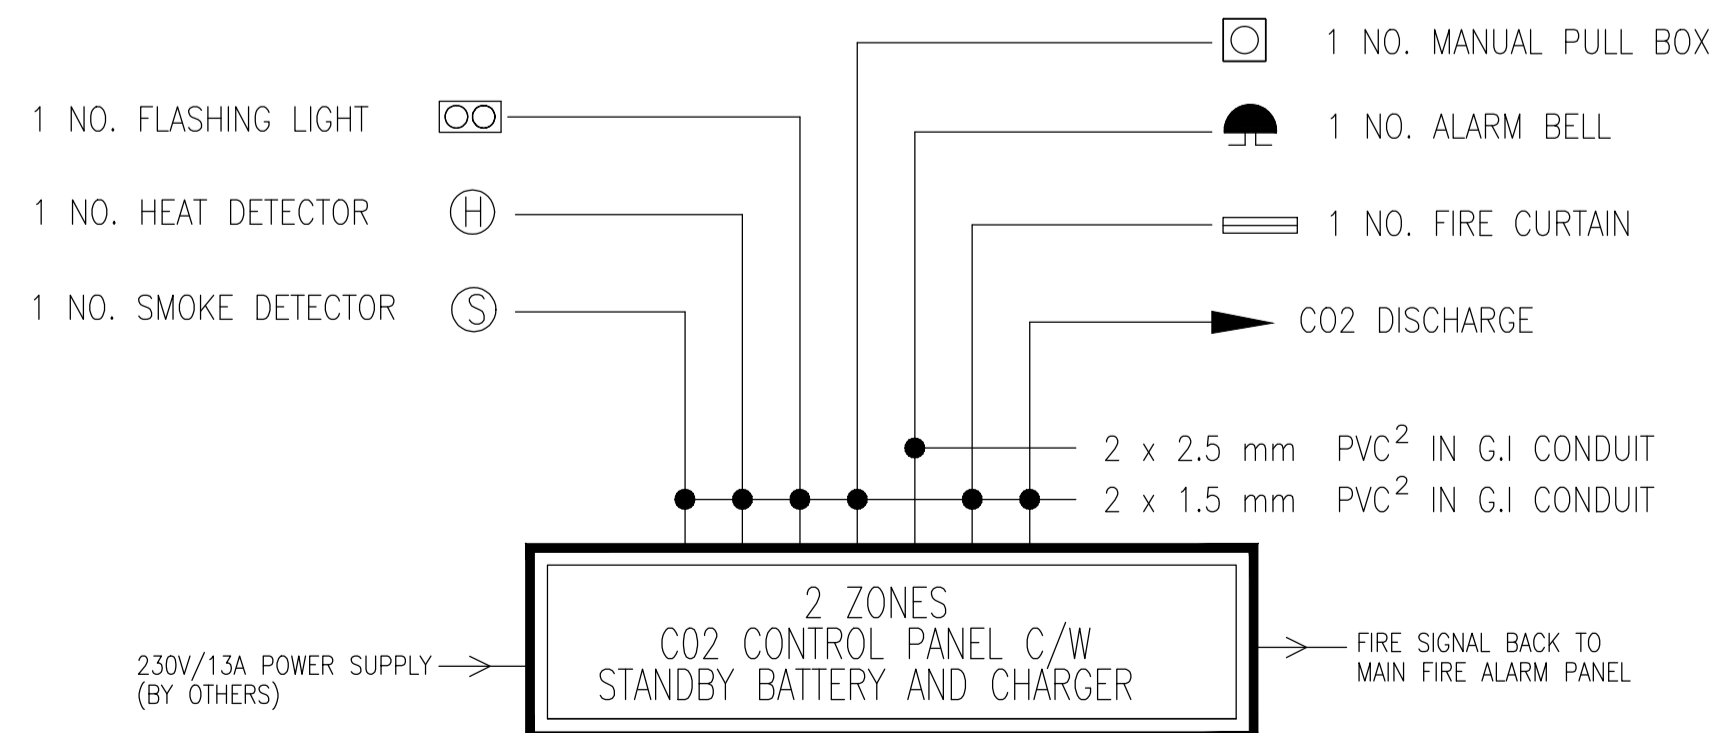 1 NO. MANUAL PULL BOX
1 NO. FLASHING LIGHT
1 NO. ALARM BELL
1 NO. HEAT DETECTOR
H
1 NO. FIRE CURTAIN
1 NO. SMOKE DETECTOR
S
CO2 DISCHARGE
2 x 2.5 mm PVC² IN G.I CONDUIT
2 x 1.5 mm PVC² IN G.I CONDUIT
2 ZONES
CO2 CONTROL PANEL C/W
STANDBY BATTERY AND CHARGER
230V/13A POWER SUPPLY
(BY OTHERS)
FIRE SIGNAL BACK TO
MAIN FIRE ALARM PANEL